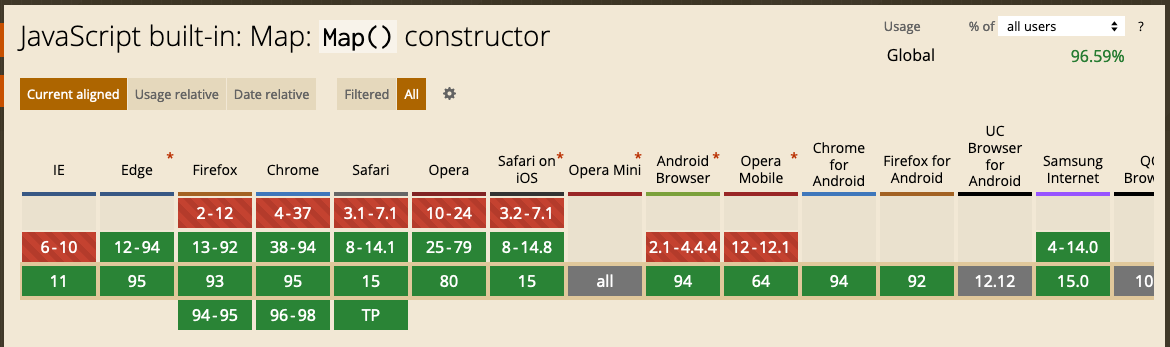 JavaScript built-in: Map: Map() constructor
Usage % of all users ?
Global 96.59%
Current aligned Usage relative Date relative Filtered All
IE Edge * Firefox Chrome Safari Opera Safari on iOS * Opera Mini * Android Browser * Opera Mobile * Chrome for Android Firefox for Android UC Browser for Android Samsung Internet
2-12 4-37 3.1-7.1 10-24 3.2-7.1
6-10 12-94 13-92 38-94 8-14.1 25-79 8-14.8 2.1-4.4.4 12-12.1 4-14.0
11 95 93 95 15 80 15 all 94 64 94 92 12.12 15.0 10
94-95 96-98 TP